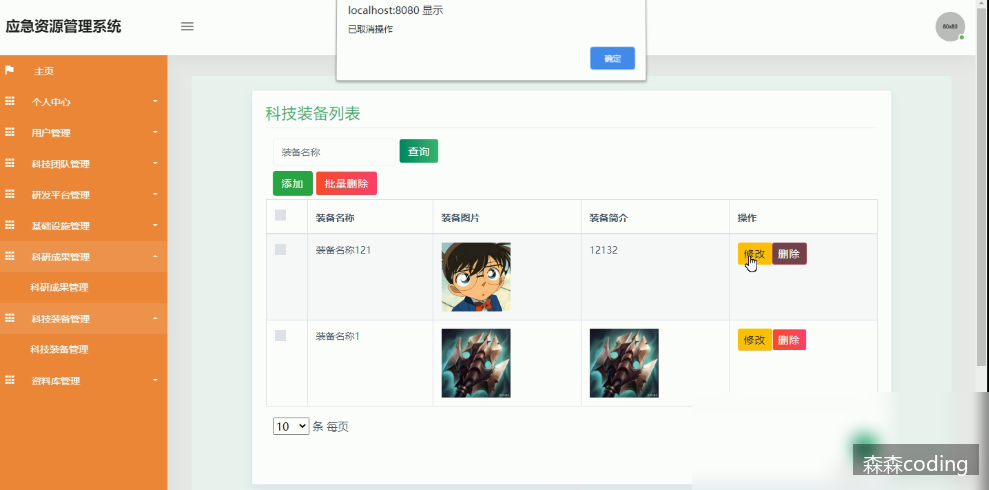 应急资源管理系统
localhost:8080 显示
已取消操作
确定
60x80
主页
个人中心
用户管理
科技团队管理
研发平台管理
基础设施管理
科研成果管理
科研成果管理
科技装备管理
科技装备管理
资料库管理
科技装备列表
装备名称
查询
添加
批量删除
装备名称 装备图片 装备简介 操作
装备名称121 12132 修改 删除
装备名称1 修改 删除
10 条 每页
森森coding